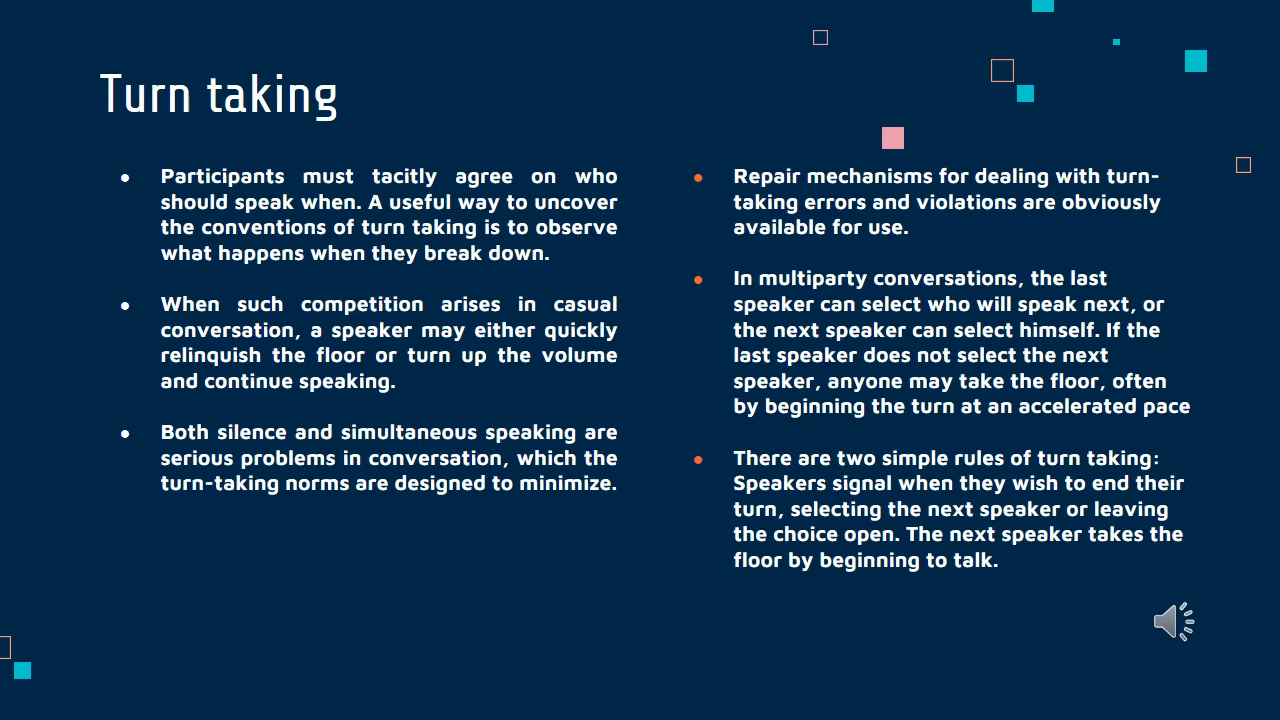 Turn taking
● Participants must tacitly agree on who
should speak when. A useful way to uncover
the conventions of turn taking is to observe
what happens when they break down.
● When such competition arises in casual
conversation, a speaker may either quickly
relinquish the floor or turn up the volume
and continue speaking.
● Both silence and simultaneous speaking are
serious problems in conversation, which the
turn-taking norms are designed to minimize.
● Repair mechanisms for dealing with turn-
taking errors and violations are obviously
available for use.
● In multiparty conversations, the last
speaker can select who will speak next, or
the next speaker can select himself. If the
last speaker does not select the next
speaker, anyone may take the floor, often
by beginning the turn at an accelerated pace
● There are two simple rules of turn taking:
Speakers signal when they wish to end their
turn, selecting the next speaker or leaving
the choice open. The next speaker takes the
floor by beginning to talk.